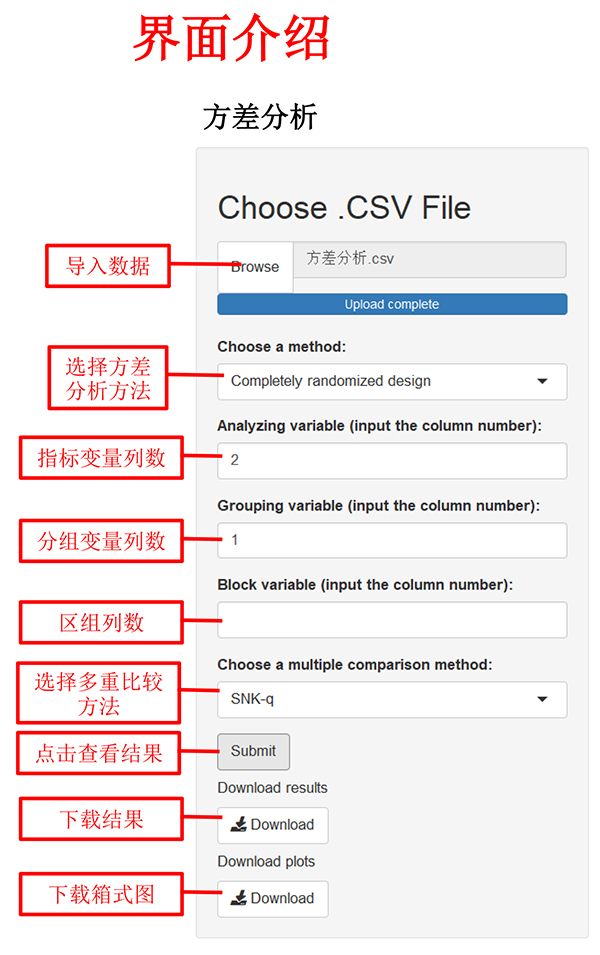 界面介绍
方差分析
Choose .CSV File
导入数据
Browse
方差分析.csv
Upload complete
Choose a method:
选择方差
分析方法
Completely randomized design
Analyzing variable (input the column number):
指标变量列数
2
Grouping variable (input the column number):
分组变量列数
1
Block variable (input the column number):
区组列数
Choose a multiple comparison method:
选择多重比较
方法
SNK-q
点击查看结果
Submit
Download results
下载结果
Download
Download plots
下载箱式图
Download